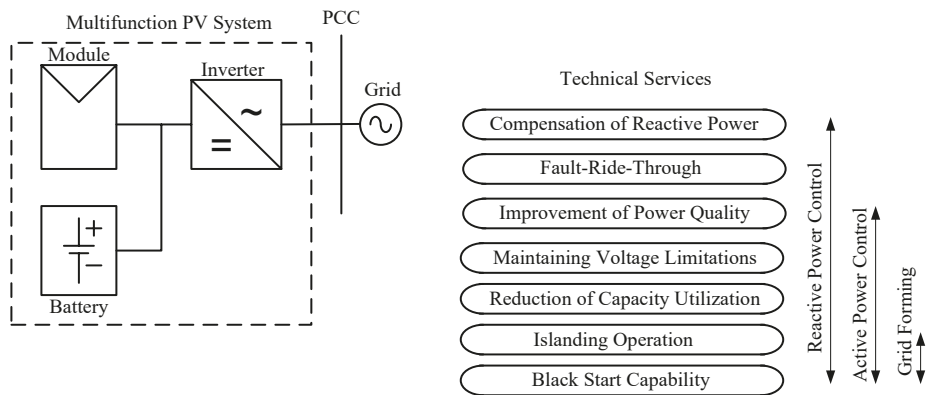 Multifunction PV System
PCC
Module
Inverter
Grid
Battery
Technical Services
Compensation of Reactive Power
Fault-Ride-Through
Improvement of Power Quality
Maintaining Voltage Limitations
Reduction of Capacity Utilization
Islanding Operation
Black Start Capability
Reactive Power Control
Active Power Control
Grid Forming